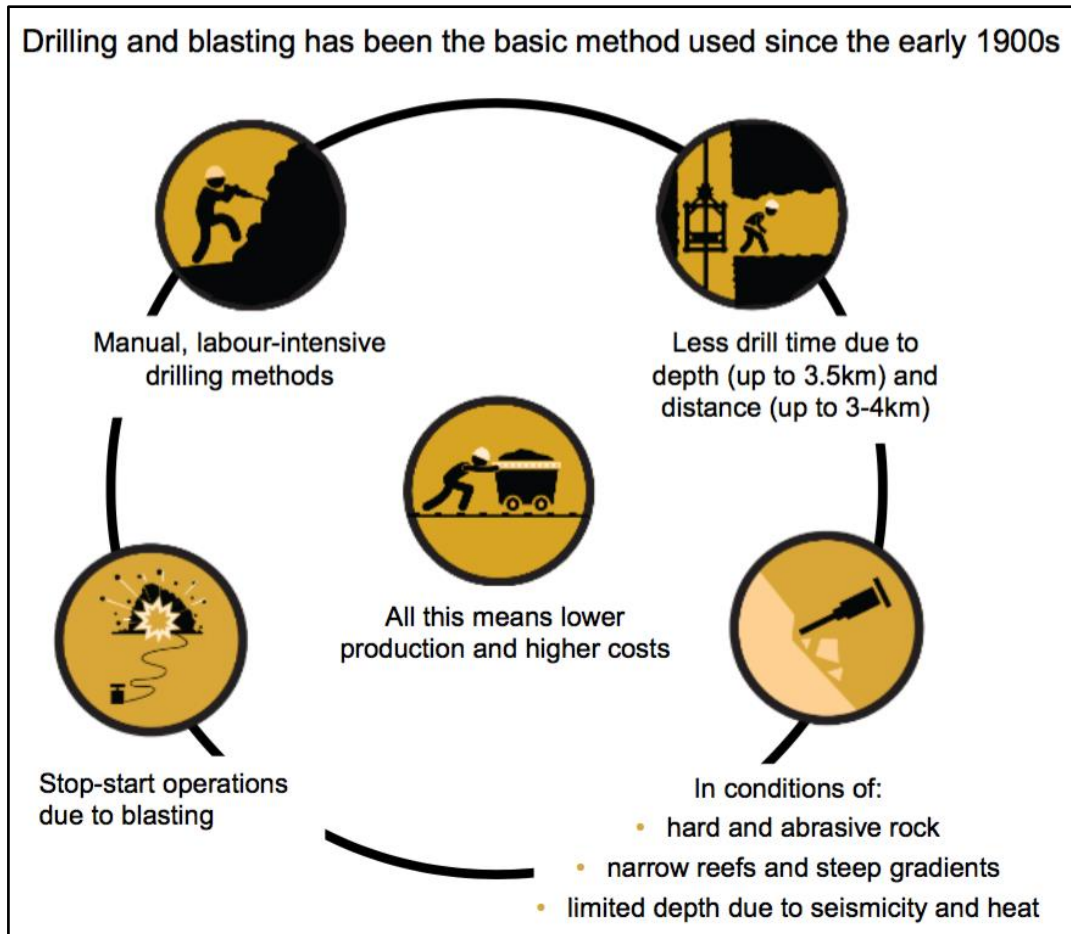 Drilling and blasting has been the basic method used since the early 1900s
Manual, labour-intensive
drilling methods
Less drill time due to
depth (up to 3.5km) and
distance (up to 3-4km)
All this means lower
production and higher costs
Stop-start operations
due to blasting
In conditions of:
• hard and abrasive rock
• narrow reefs and steep gradients
• limited depth due to seismicity and heat